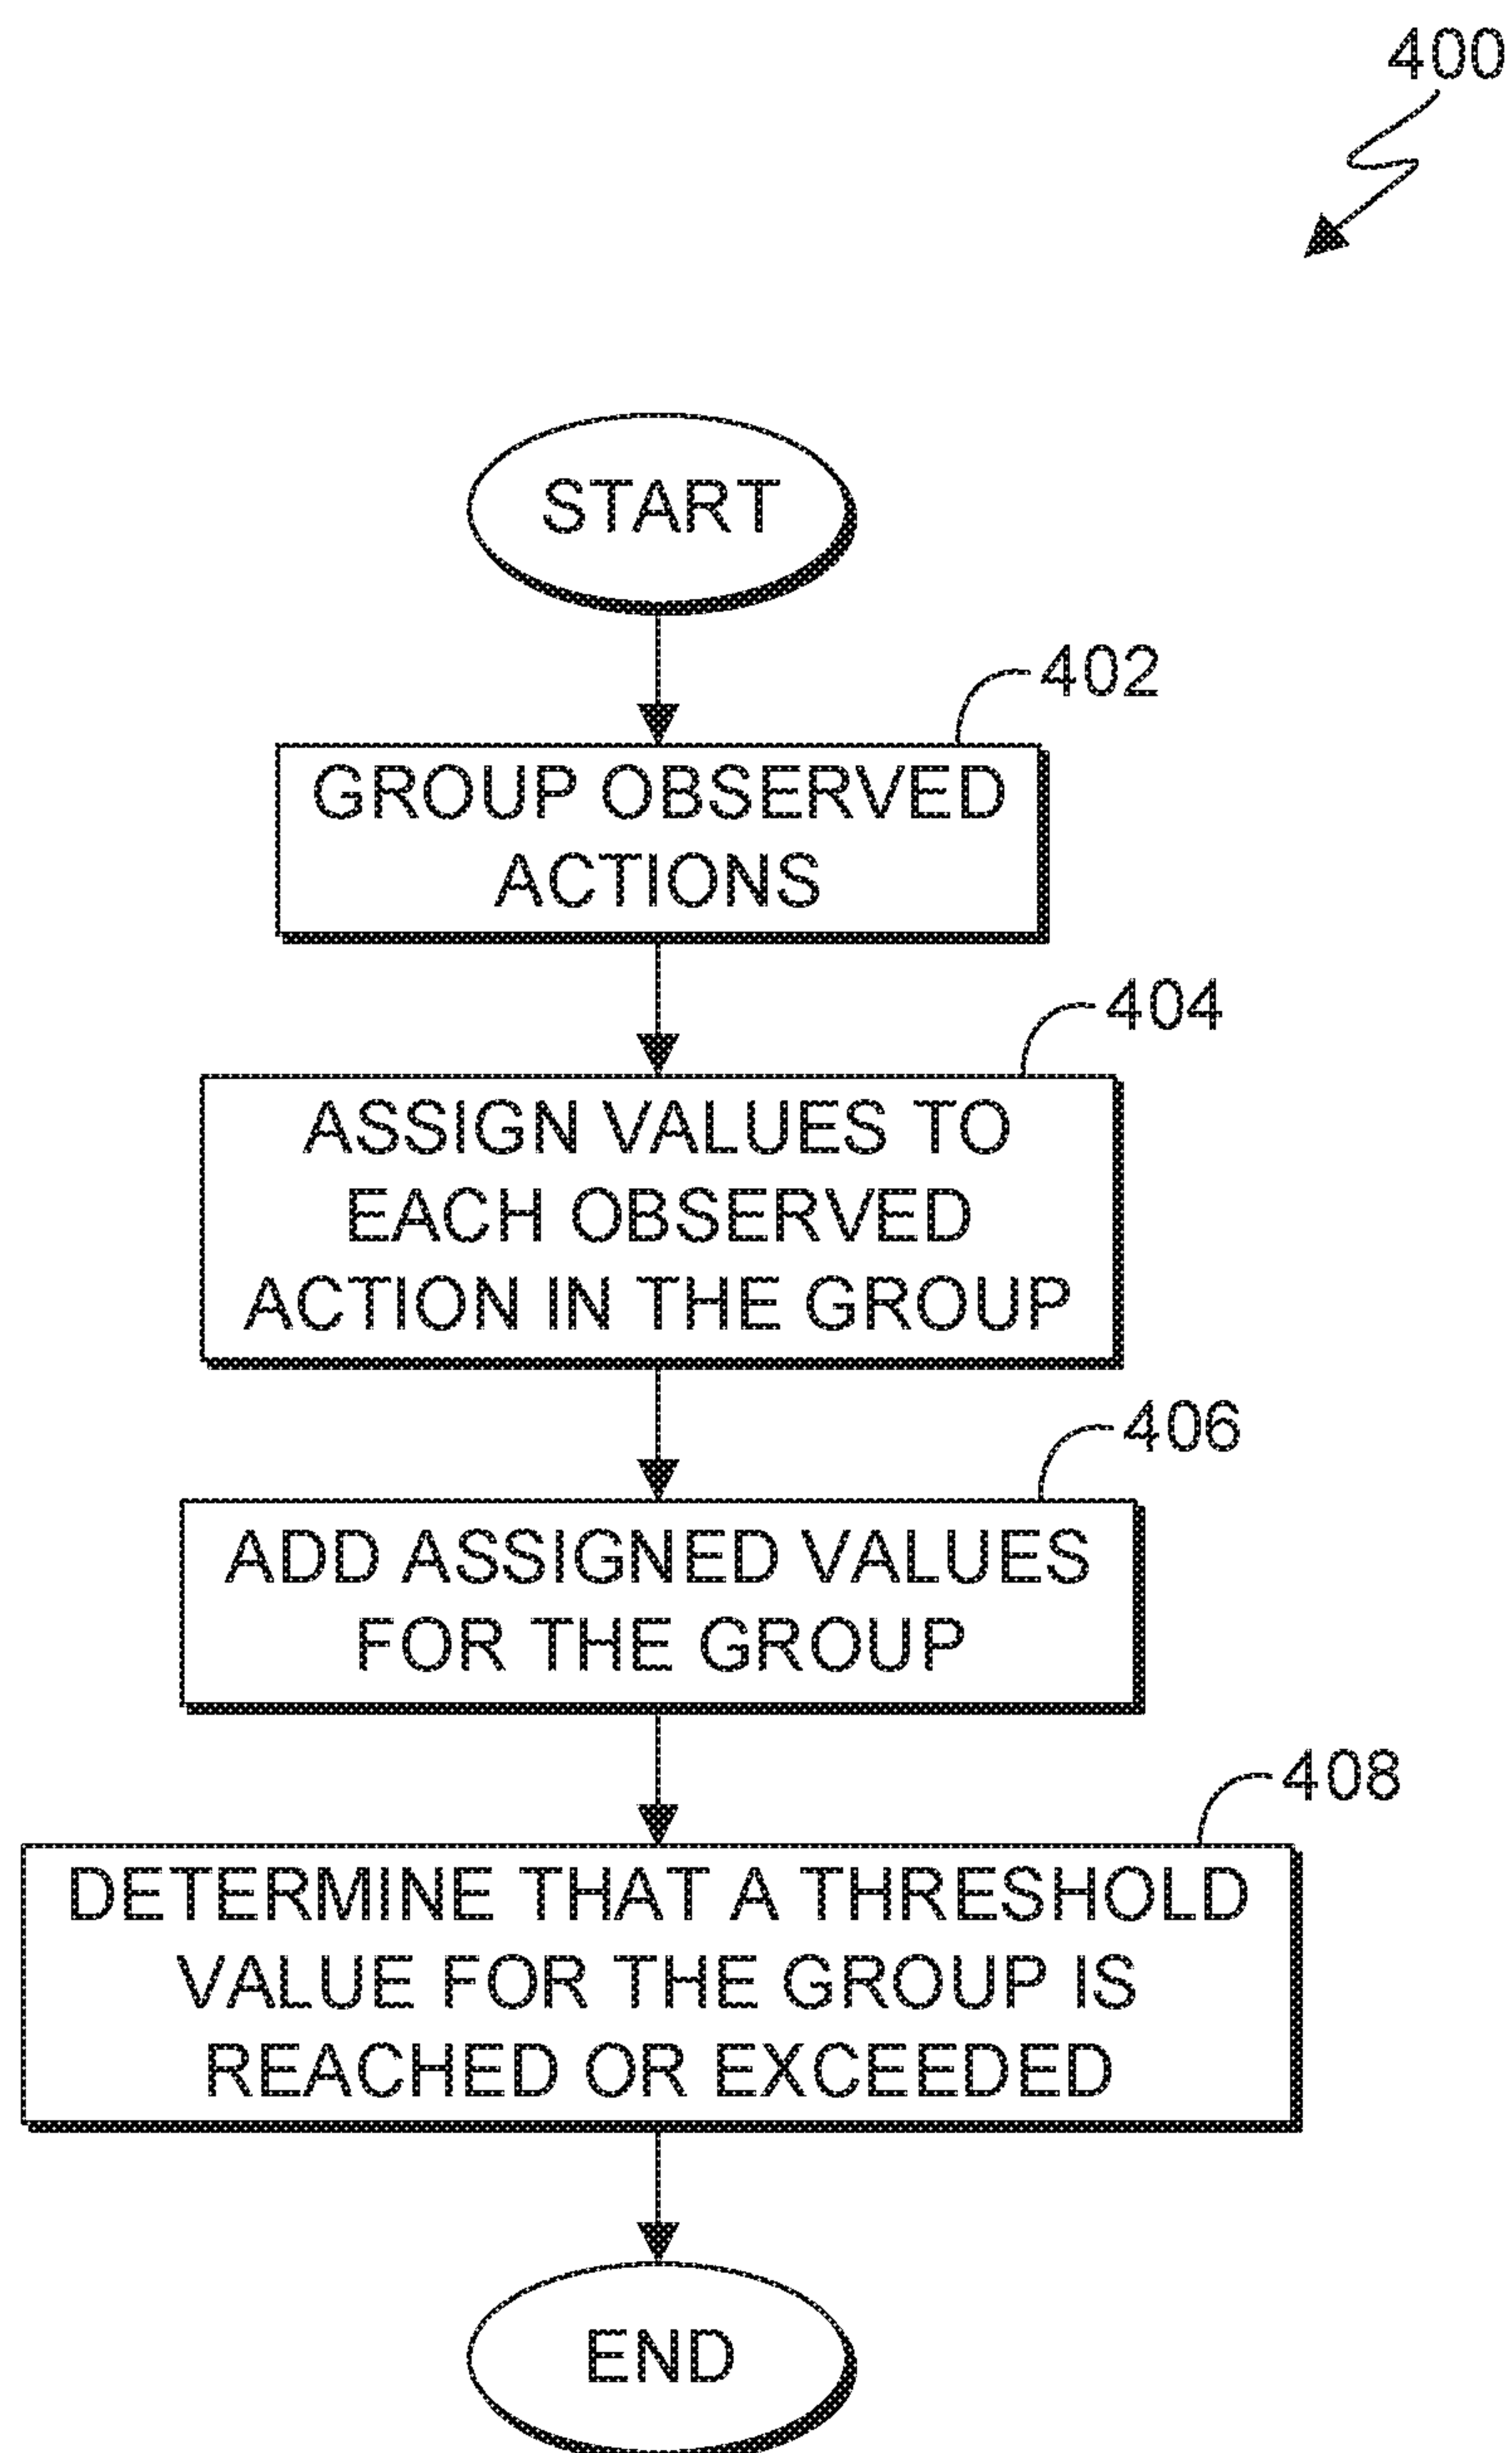 400
START
402
GROUP OBSERVED
ACTIONS
404
ASSIGN VALUES TO
EACH OBSERVED
ACTION IN THE GROUP
406
ADD ASSIGNED VALUES
FOR THE GROUP
408
DETERMINE THAT A THRESHOLD
VALUE FOR THE GROUP IS
REACHED OR EXCEEDED
END